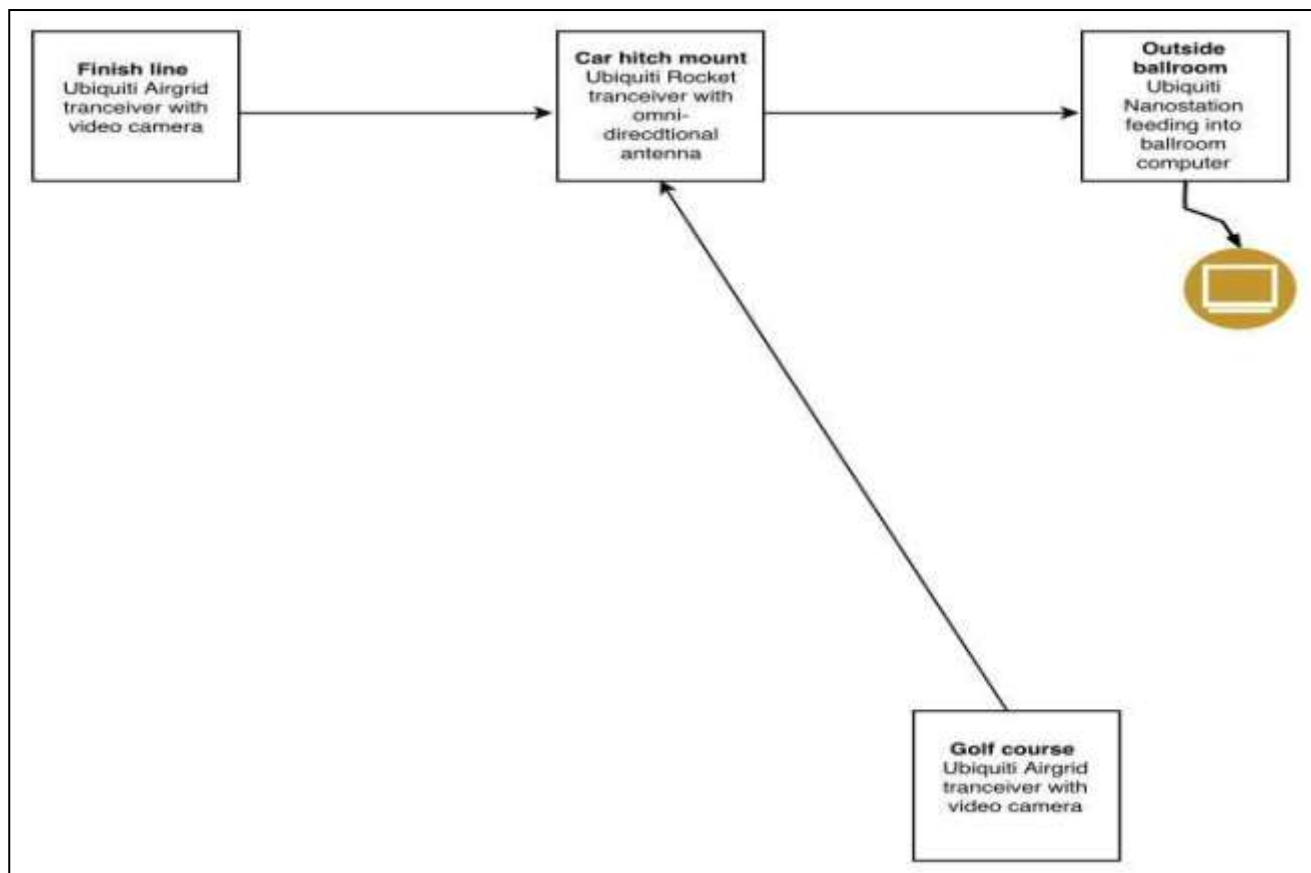 Finish line
Ubiquiti Airgrid
tranceiver with
video camera
Car hitch mount
Ubiquiti Rocket
tranceiver with
omni-
direcdtional
antenna
Outside
ballroom
Ubiquiti
Nanostation
feeding into
ballroom
computer
Golf course
Ubiquiti Airgrid
tranceiver with
video camera